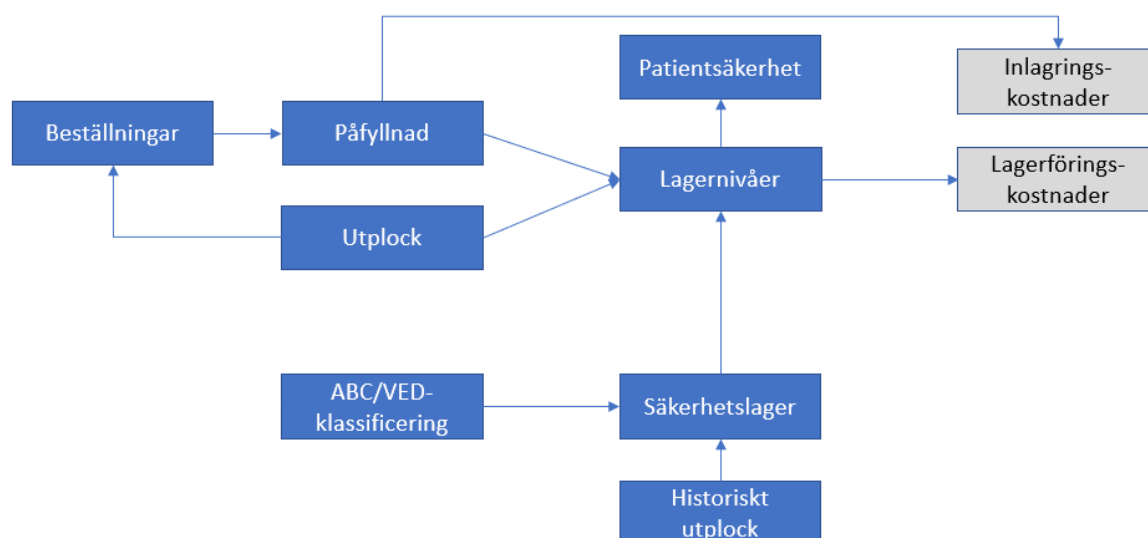 Patientsäkerhet
Inlagrings-
kostnader
Beställningar
Påfyllnad
Lagernivåer
Lagerförings-
kostnader
Utplock
ABC/VED-
klassificering
Säkerhetslager
Historiskt
utplock